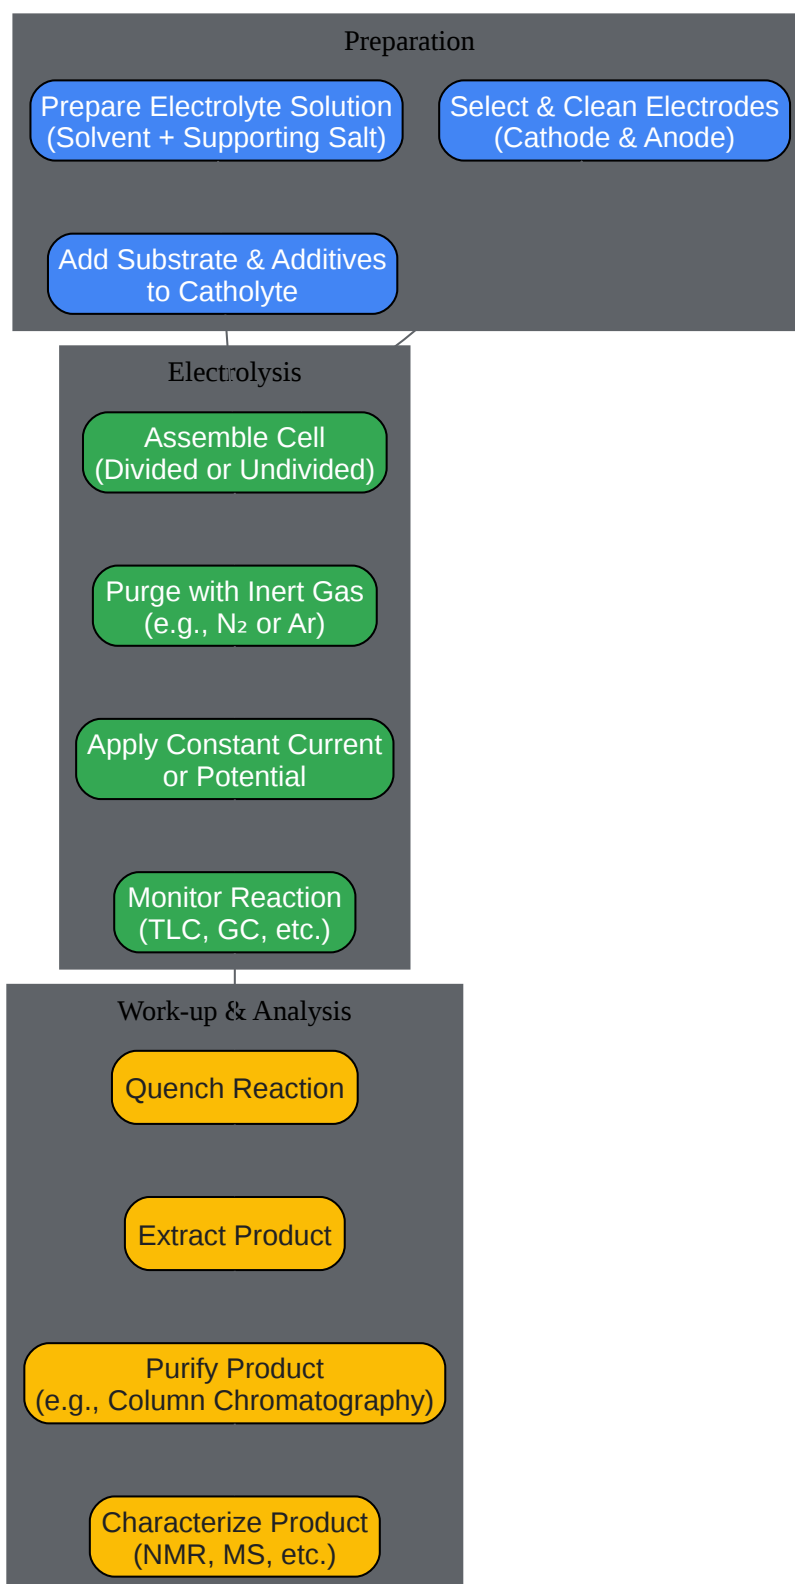 Preparation
Prepare Electrolyte Solution
(Solvent + Supporting Salt)
Select & Clean Electrodes
(Cathode & Anode)
Add Substrate & Additives
to Catholyte
Electrolysis
Assemble Cell
(Divided or Undivided)
Purge with Inert Gas
(e.g., N₂ or Ar)
Apply Constant Current
or Potential
Monitor Reaction
(TLC, GC, etc.)
Work-up & Analysis
Quench Reaction
Extract Product
Purify Product
(e.g., Column Chromatography)
Characterize Product
(NMR, MS, etc.)